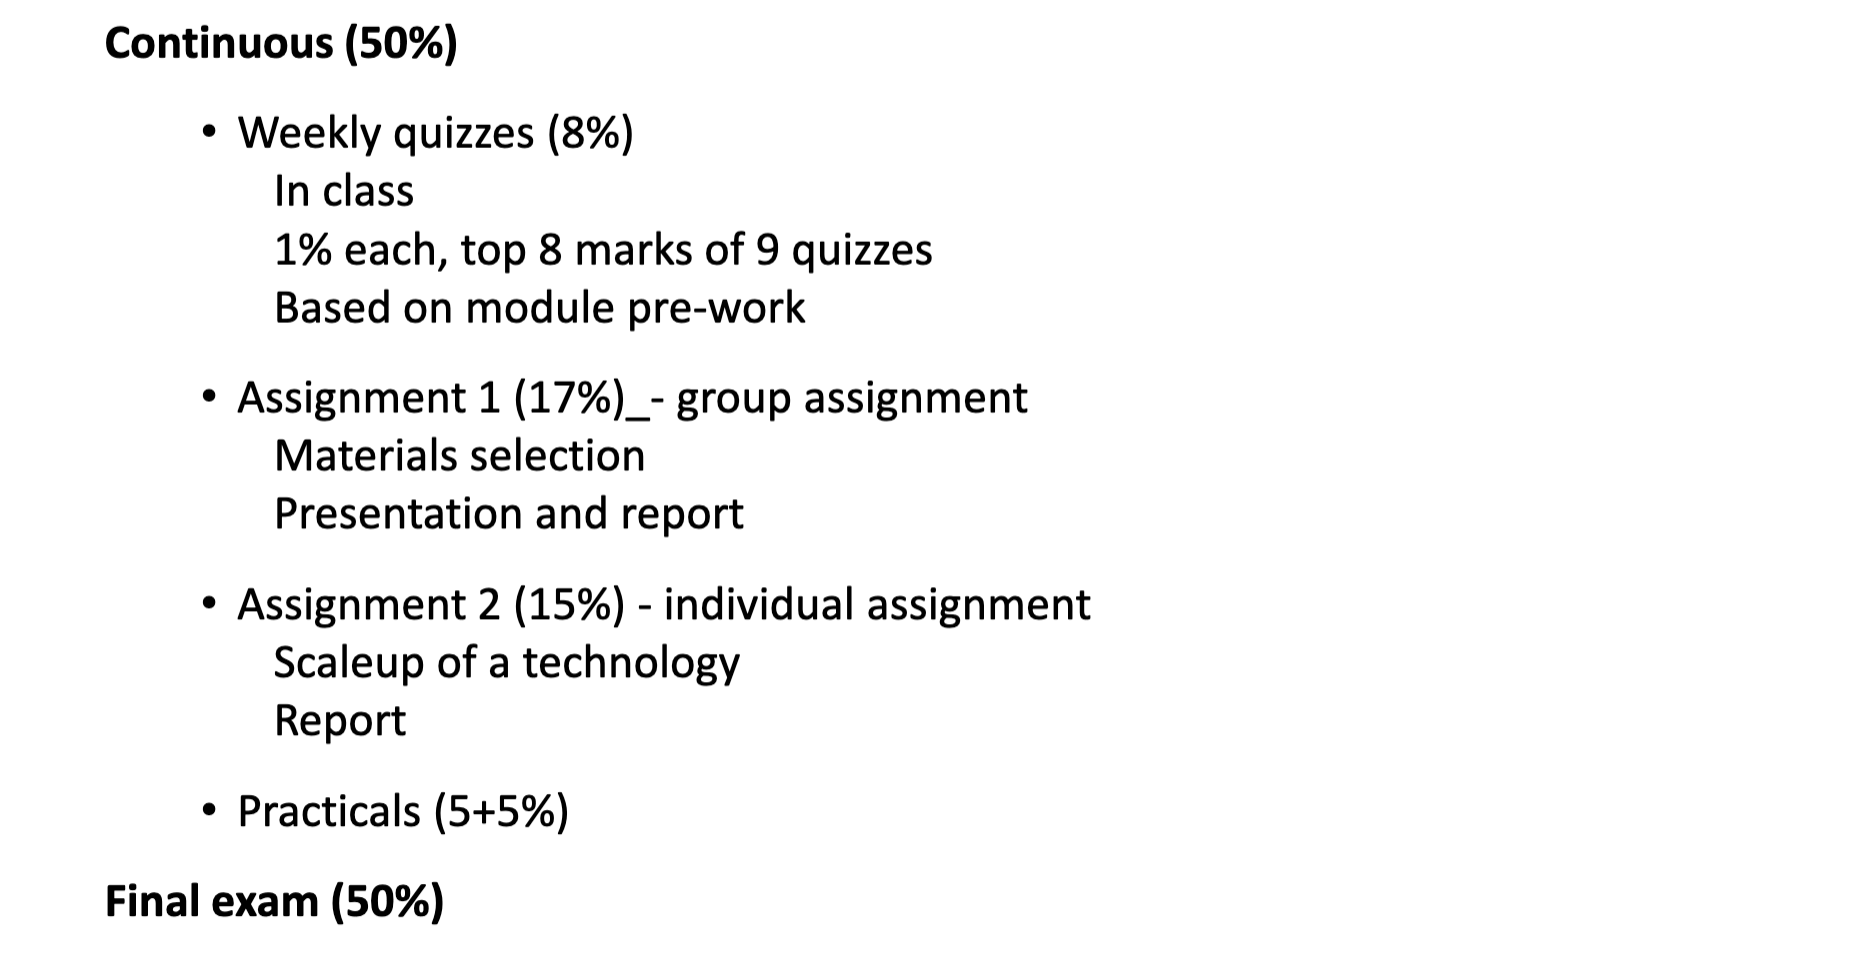 Continuous (50%)
• Weekly quizzes (8%)
In class
1% each, top 8 marks of 9 quizzes
Based on module pre-work
• Assignment 1 (17%)_- group assignment
Materials selection
Presentation and report
• Assignment 2 (15%) - individual assignment
Scaleup of a technology
Report
• Practicals (5+5%)
Final exam (50%)